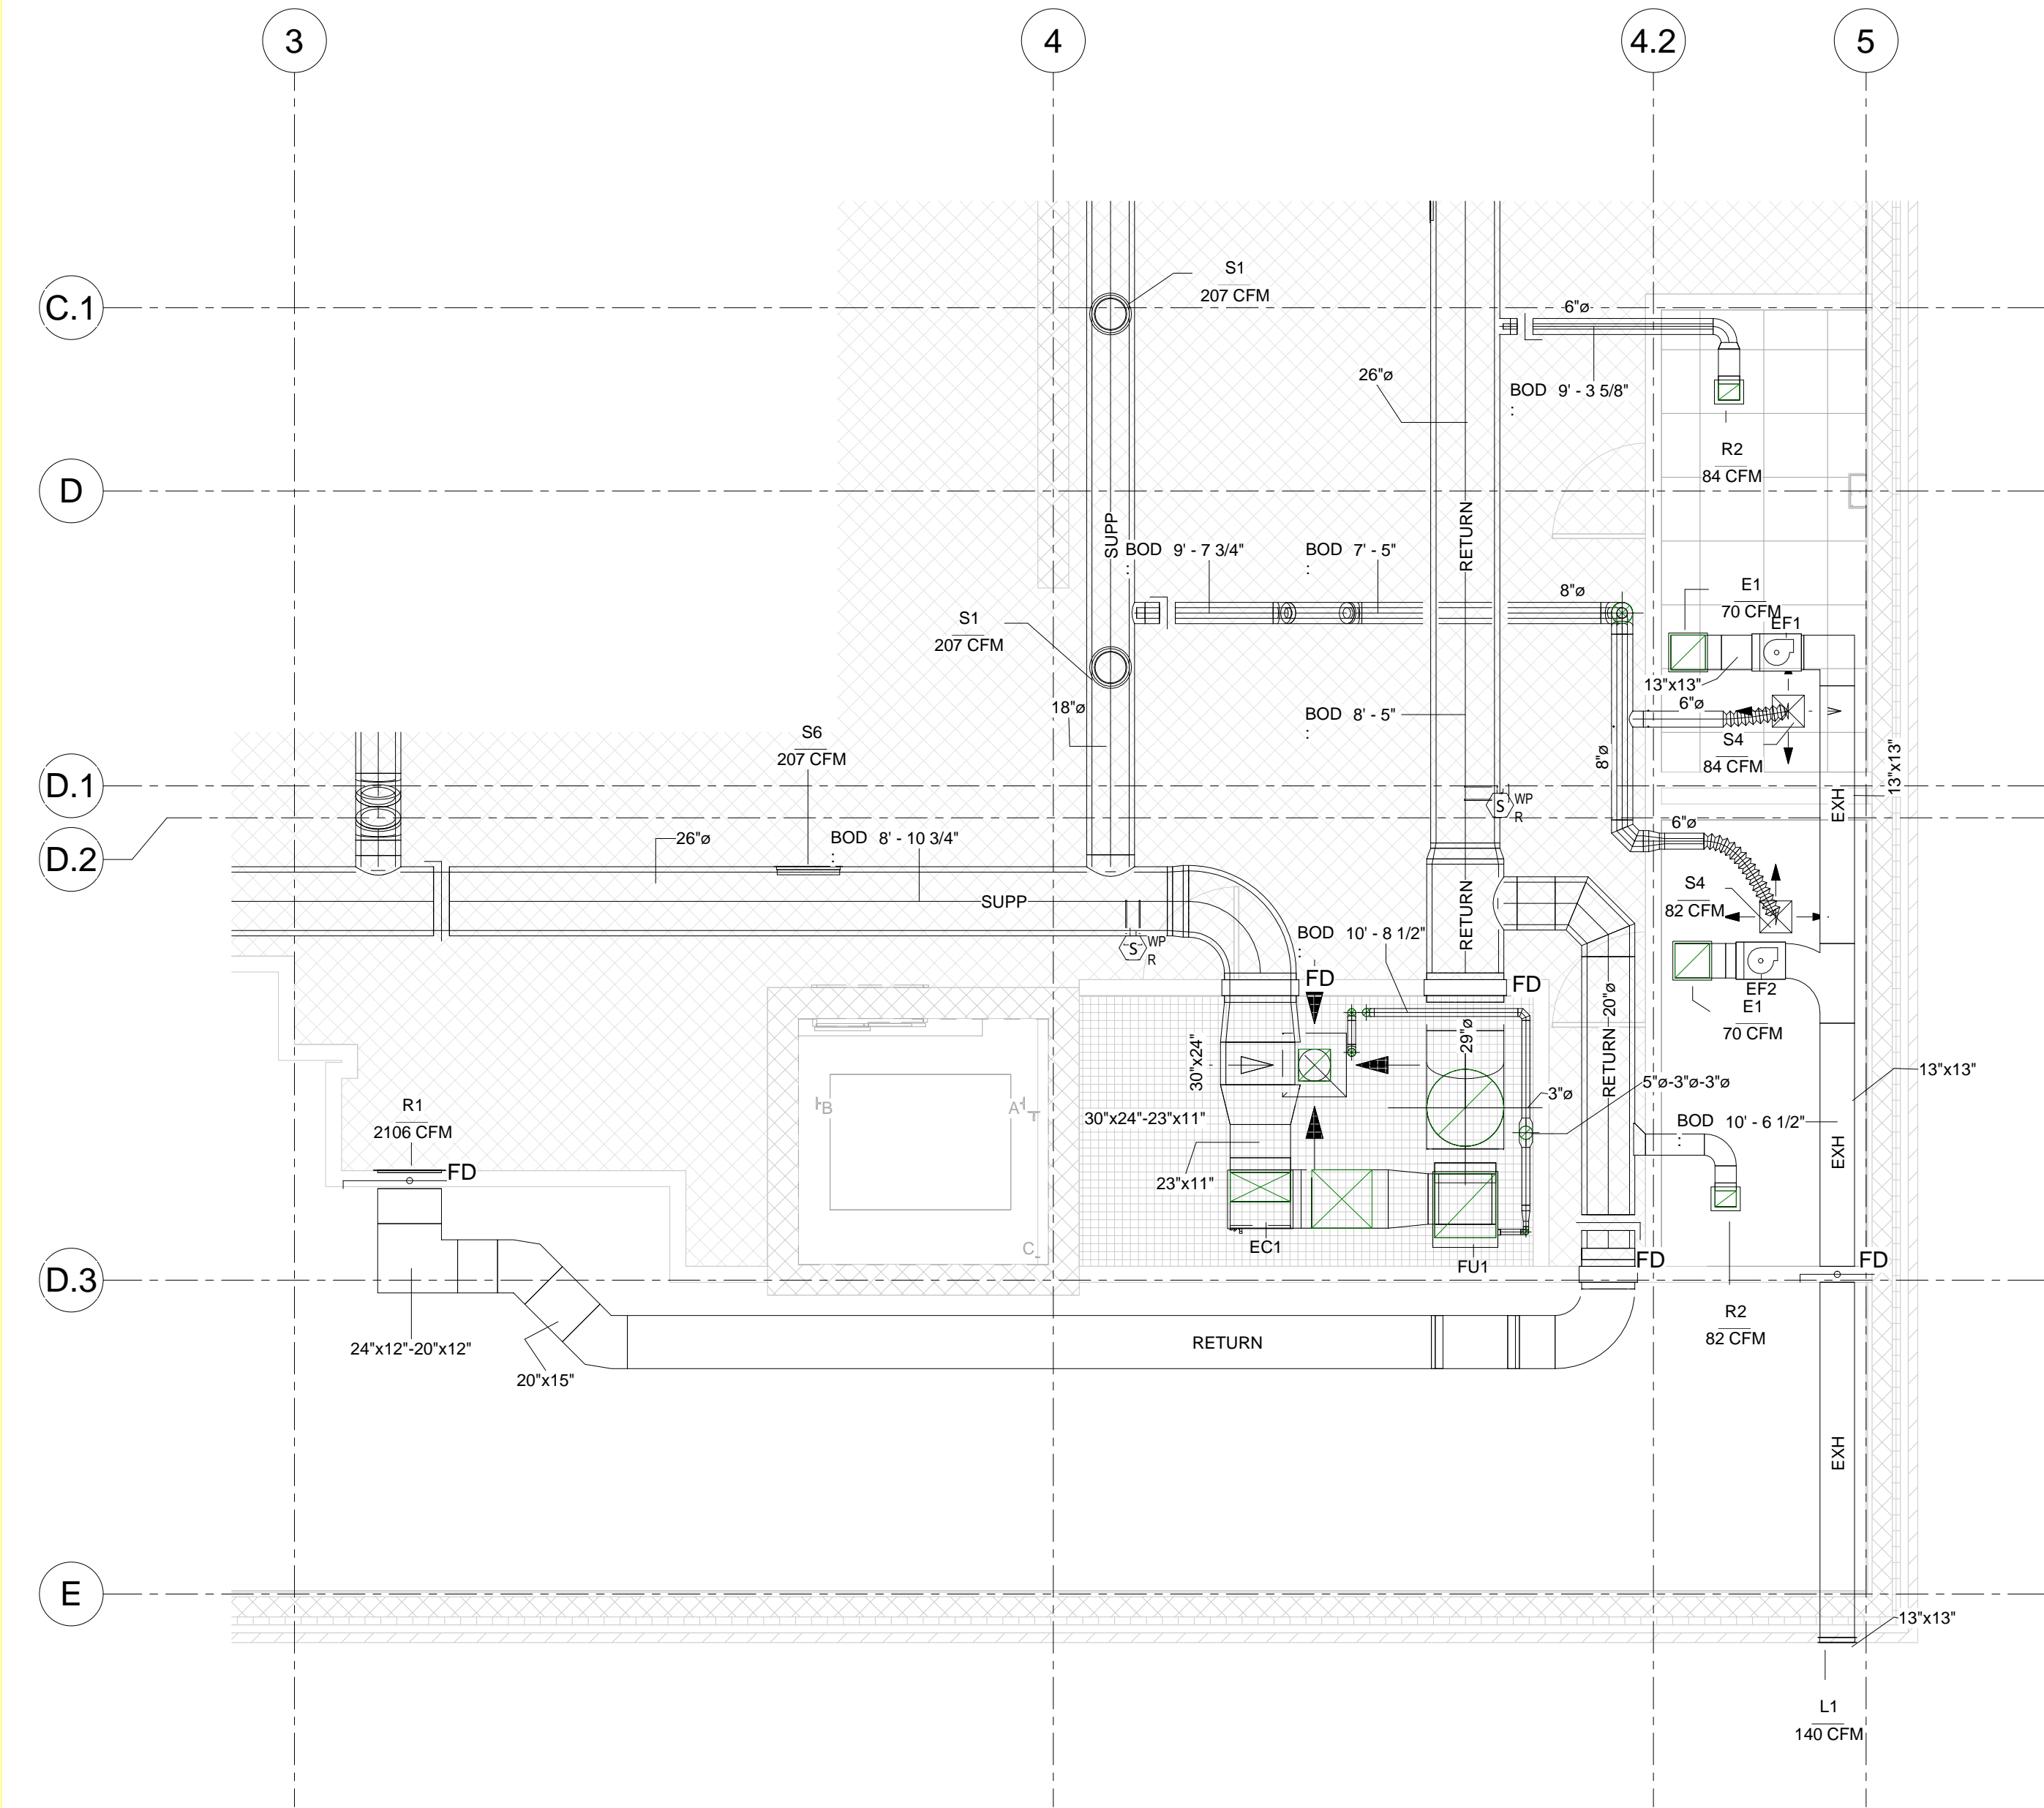 3
4
4.2
5
C.1
S1
207 CFM
6"ø
26"ø
BOD 9' - 3 5/8"
:
R2
84 CFM
D
SUPP
RETURN
BOD 9' - 7 3/4"
:
BOD 7' - 5"
:
8"ø
E1
70 CFM
EF1
S1
207 CFM
13"x13"
6"ø
18"ø
BOD 8' - 5"
:
S6
207 CFM
8"ø
S4
84 CFM
13"x13"
D.1
EXH
S WP
R
D.2
26"ø
BOD 8' - 10 3/4"
:
6"ø
SUPP
RETURN
S4
82 CFM
S WP
R
BOD 10' - 8 1/2"
:
FD
FD
EF2
E1
70 CFM
RETURN 20"ø
29"ø
30"x24"
13"x13"
5"ø-3"ø-3"ø
3"ø
B
A
R1
2106 CFM
30"x24"-23"x11"
BOD 10' - 6 1/2"
:
EXH
FD
23"x11"
C
EC1
FU1
FD
FD
D.3
R2
82 CFM
24"x12"-20"x12"
RETURN
20"x15"
EXH
E
13"x13"
L1
140 CFM